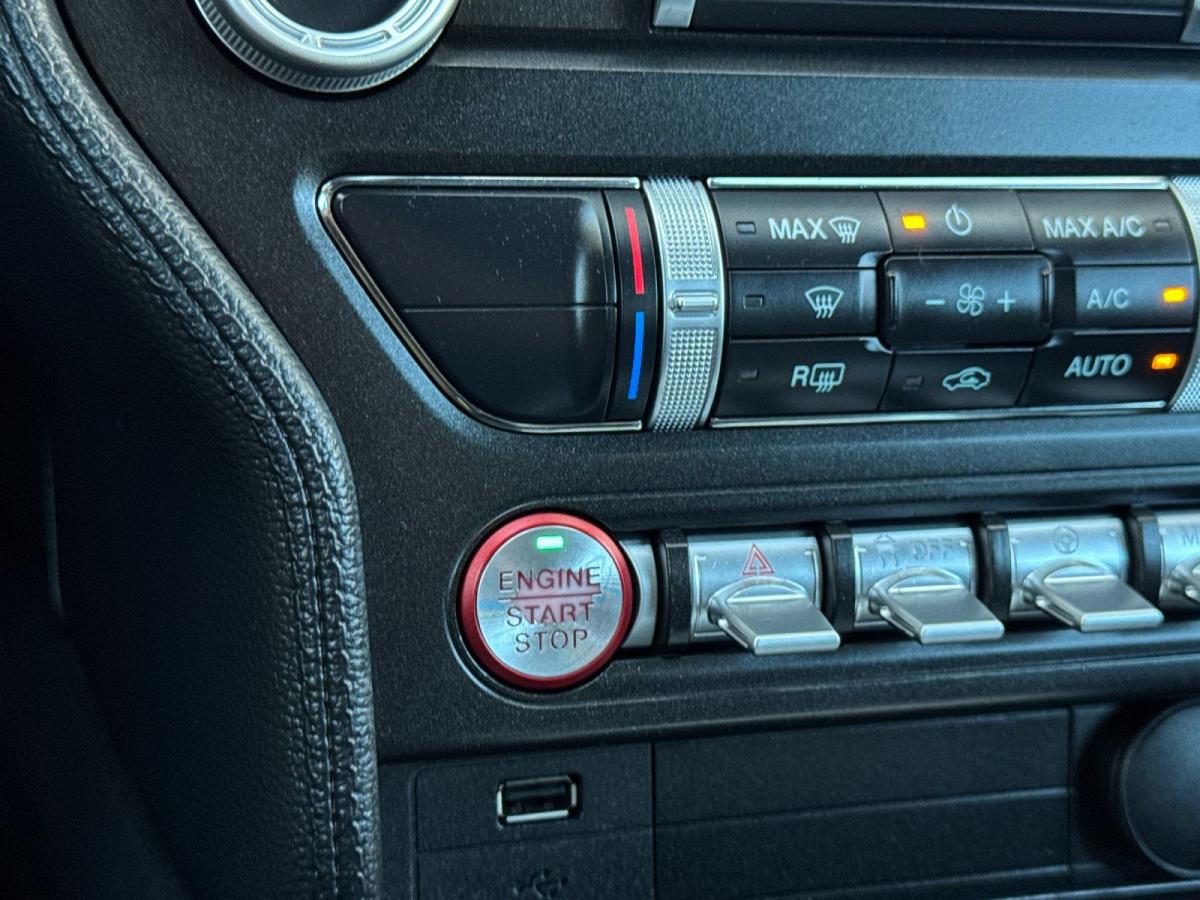 MAX
MAX A/C
- +
A/C
R
AUTO
ENGINE
START
STOP
OFF